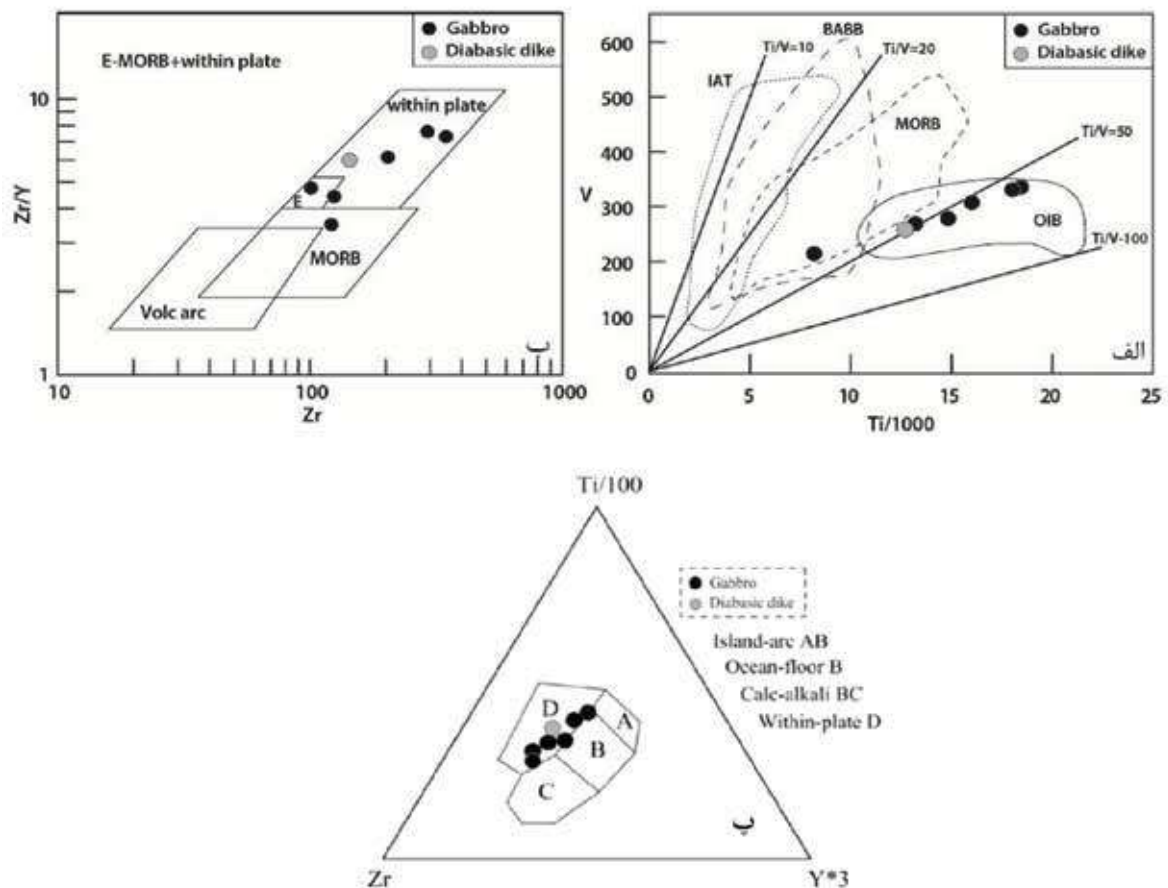 Gabbro
Diabasic dike
E-MORB+within plate
within plate
E
MORB
Volc arc
Zr/Y
10
1
10
100
1000
Zr
ب
Gabbro
Diabasic dike
BABB
Ti/V=10
Ti/V=20
IAT
MORB
Ti/V=50
OIB
Ti/V-100
V
600
500
400
300
200
100
0
0
5
10
15
20
25
Ti/1000
الف
Ti/100
Gabbro
Diabasic dike
Island-arc AB
Ocean-floor B
Calc-alkali BC
Within-plate D
D
A
B
C
پ
Zr
Y*3